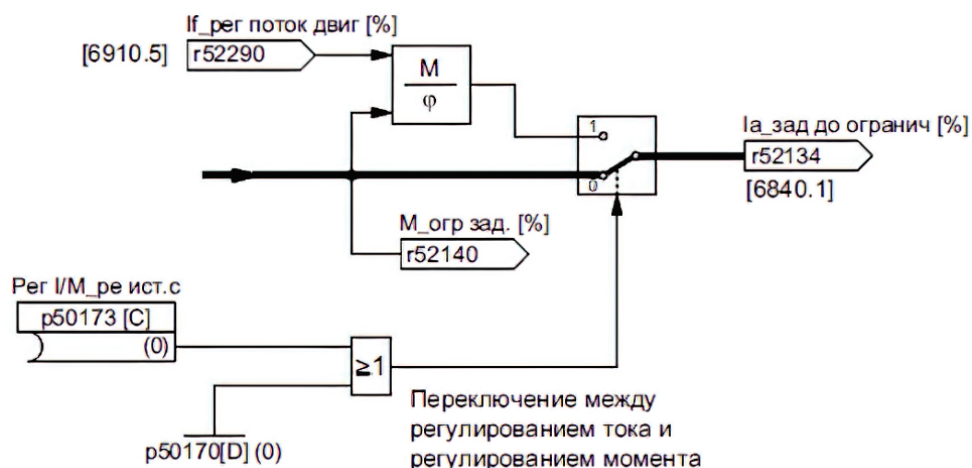 If_рег поток двиг [%]
[6910.5]
r52290
M
φ
1
0
Ia_зад до огранич [%]
r52134
[6840.1]
М_огр зад. [%]
r52140
Рег I/M_ре ист.с
p50173 [C]
(0)
≥1
p50170[D] (0)
Переключение между
регулированием тока и
регулированием момента